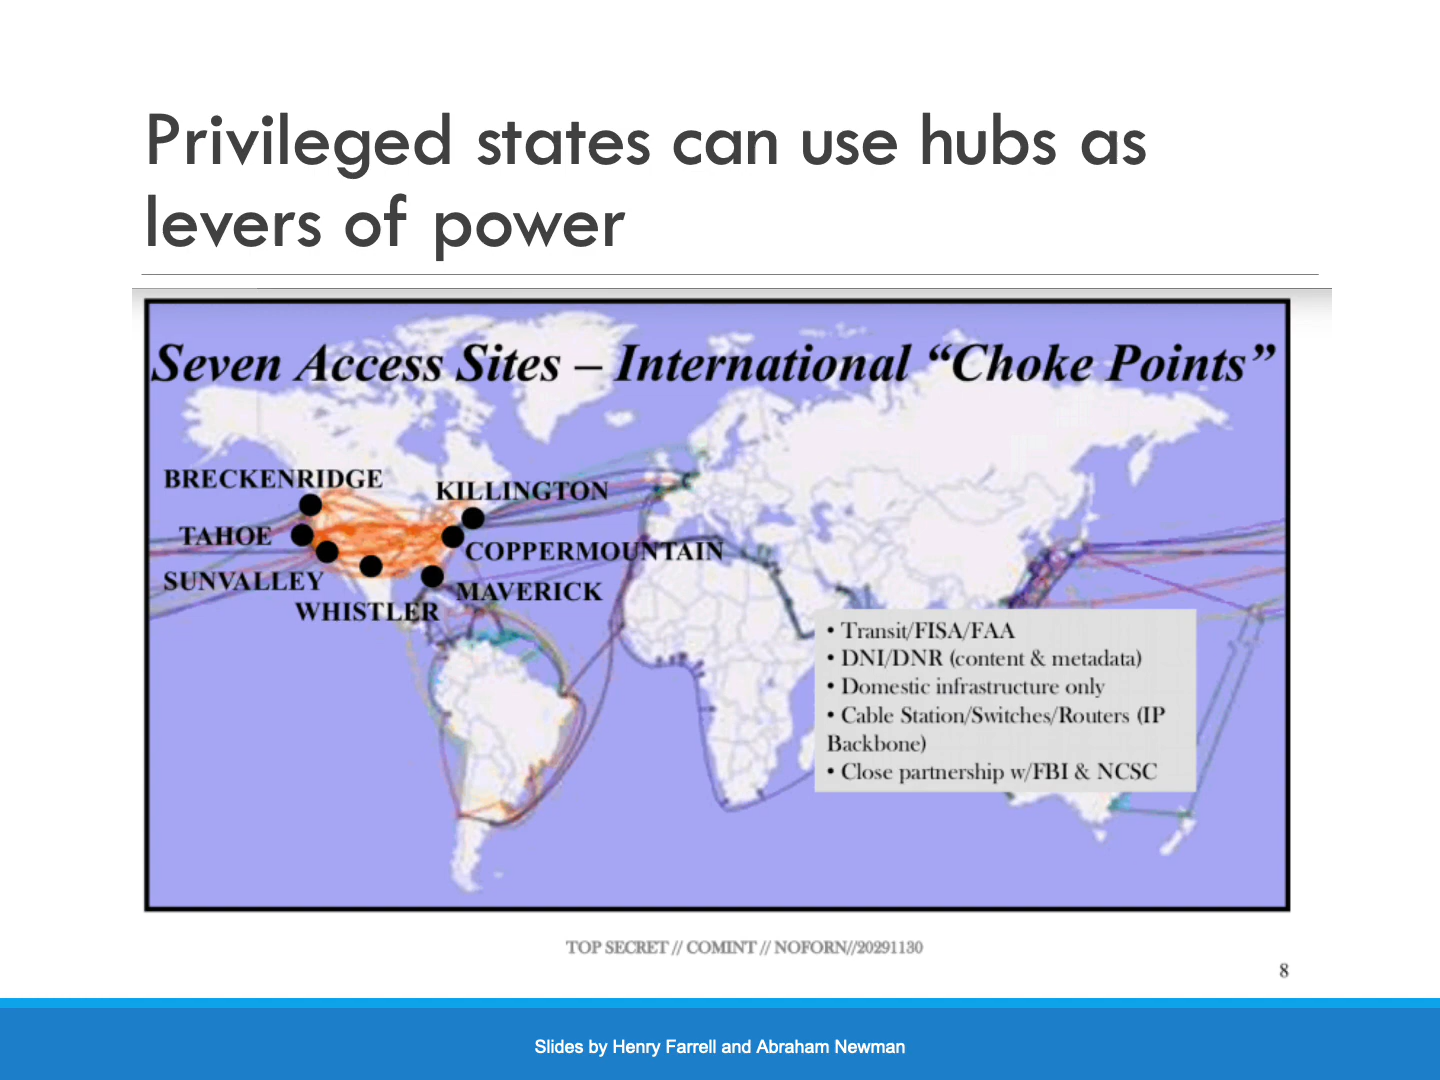 Privileged states can use hubs as
levers of power
Seven Access Sites – International “Choke Points”
BRECKENRIDGE
KILLINGTON
TAHOE
COPPERMOUNTAIN
SUNVALLEY
MAVERICK
WHISTLER
• Transit/FISA/FAA
• DNI/DNR (content & metadata)
• Domestic infrastructure only
• Cable Station/Switches/Routers (IP
Backbone)
• Close partnership w/FBI & NCSC
TOP SECRET // COMINT // NOFORN//20291130
8
Slides by Henry Farrell and Abraham Newman